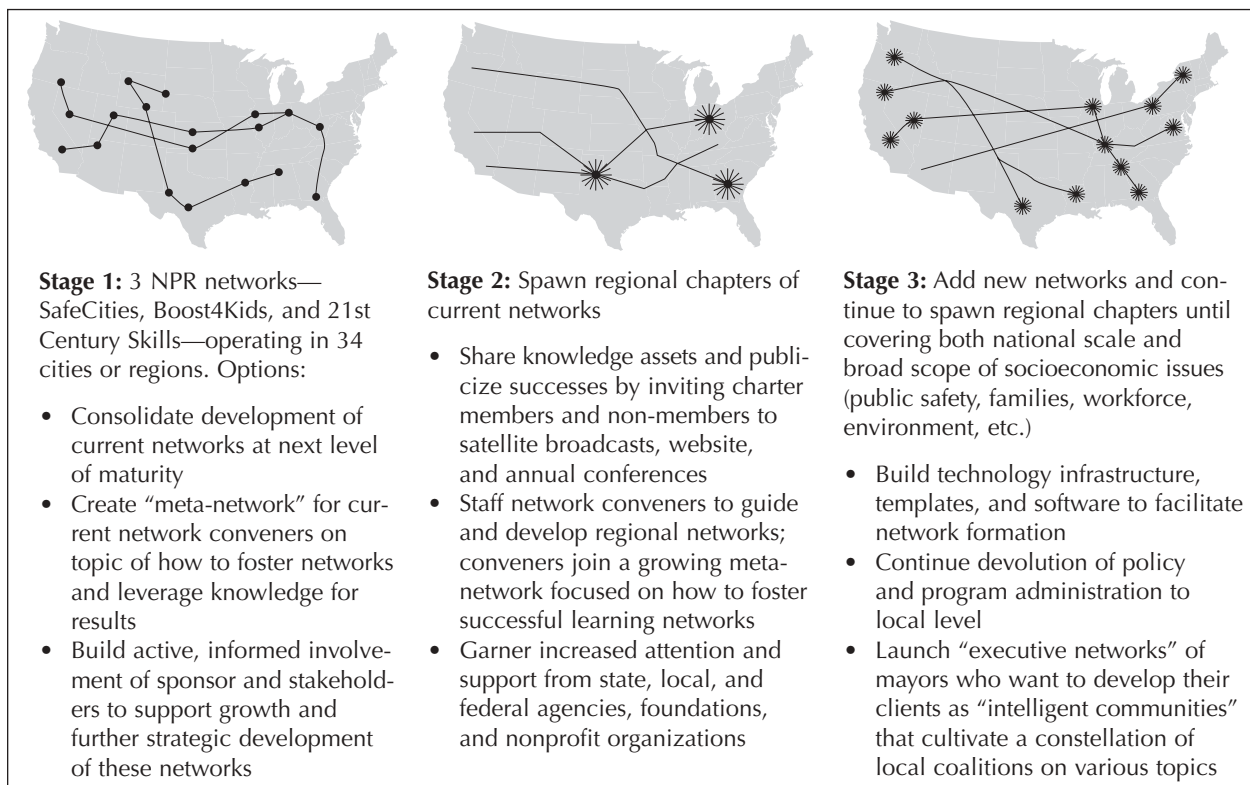 Stage 1: 3 NPR networks—
SafeCities, Boost4Kids, and 21st
Century Skills—operating in 34
cities or regions. Options:
• Consolidate development of
current networks at next level
of maturity
• Create “meta-network” for cur-
rent network conveners on
topic of how to foster networks
and leverage knowledge for
results
• Build active, informed involve-
ment of sponsor and stakehold-
ers to support growth and
further strategic development
of these networks
Stage 2: Spawn regional chapters of
current networks
• Share knowledge assets and publi-
cize successes by inviting charter
members and non-members to
satellite broadcasts, website,
and annual conferences
• Staff network conveners to guide
and develop regional networks;
conveners join a growing meta-
network focused on how to foster
successful learning networks
• Garner increased attention and
support from state, local, and
federal agencies, foundations,
and nonprofit organizations
Stage 3: Add new networks and con-
tinue to spawn regional chapters until
covering both national scale and
broad scope of socioeconomic issues
(public safety, families, workforce,
environment, etc.)
• Build technology infrastructure,
templates, and software to facilitate
network formation
• Continue devolution of policy
and program administration to
local level
• Launch “executive networks” of
mayors who want to develop their
clients as “intelligent communities”
that cultivate a constellation of
local coalitions on various topics